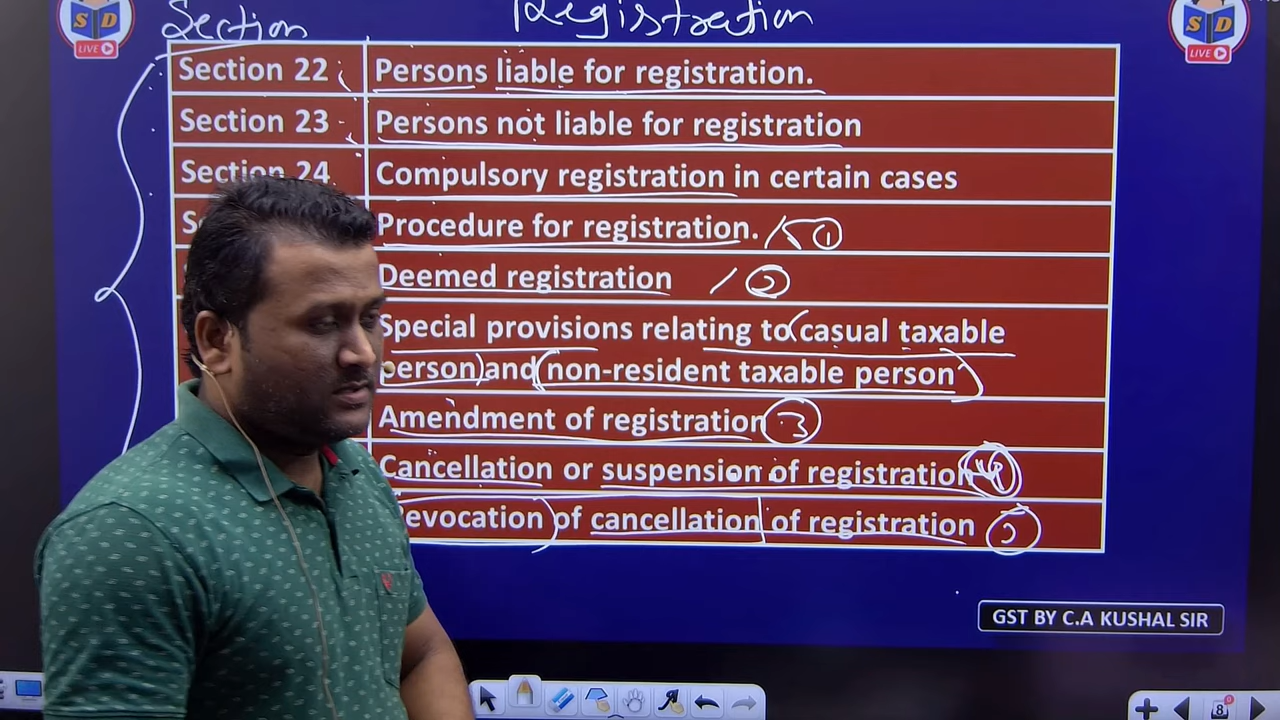 S D
LIVE
Section
Registration
S D
LIVE
Section 22
Persons liable for registration.
Section 23
Persons not liable for registration
Section 24
Compulsory registration in certain cases
Procedure for registration.
1
Deemed registration
2
Special provisions relating to casual taxable
person and non-resident taxable person
Amendment of registration
3
Cancellation or suspension of registration
4
Revocation of cancellation of registration
GST BY C.A KUSHAL SIR
8